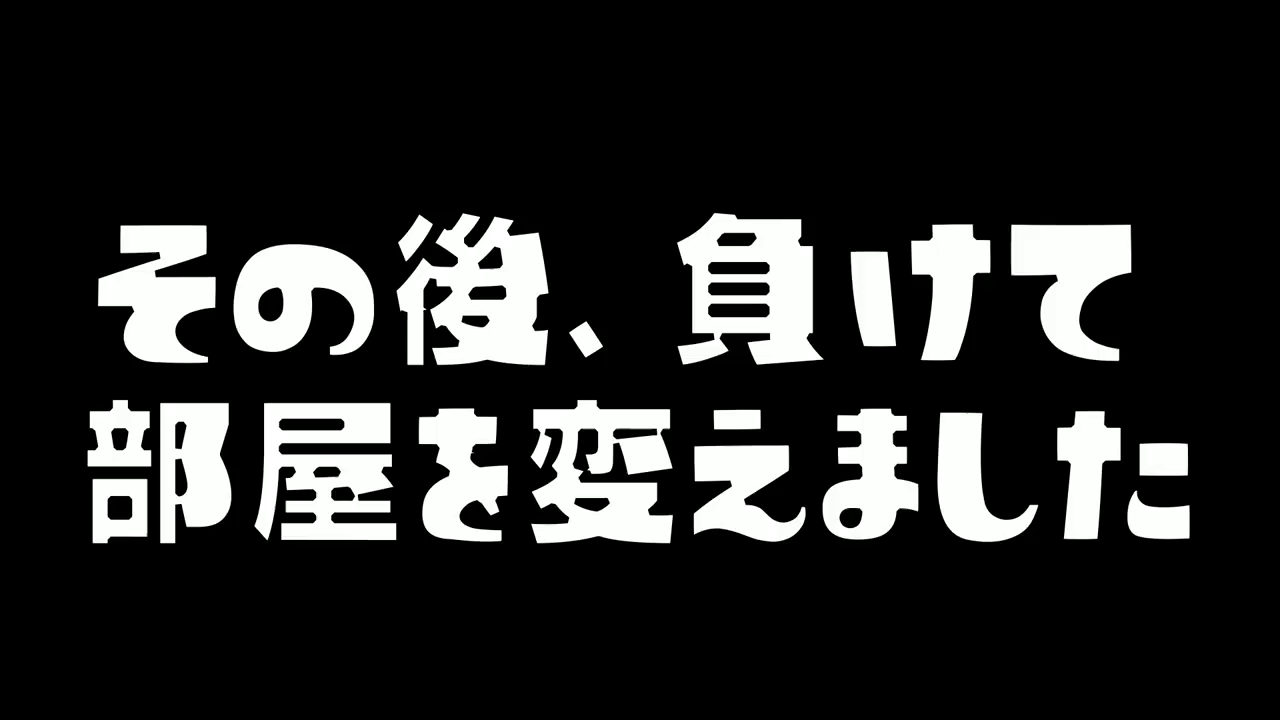 その後、負けて
部屋を変えました